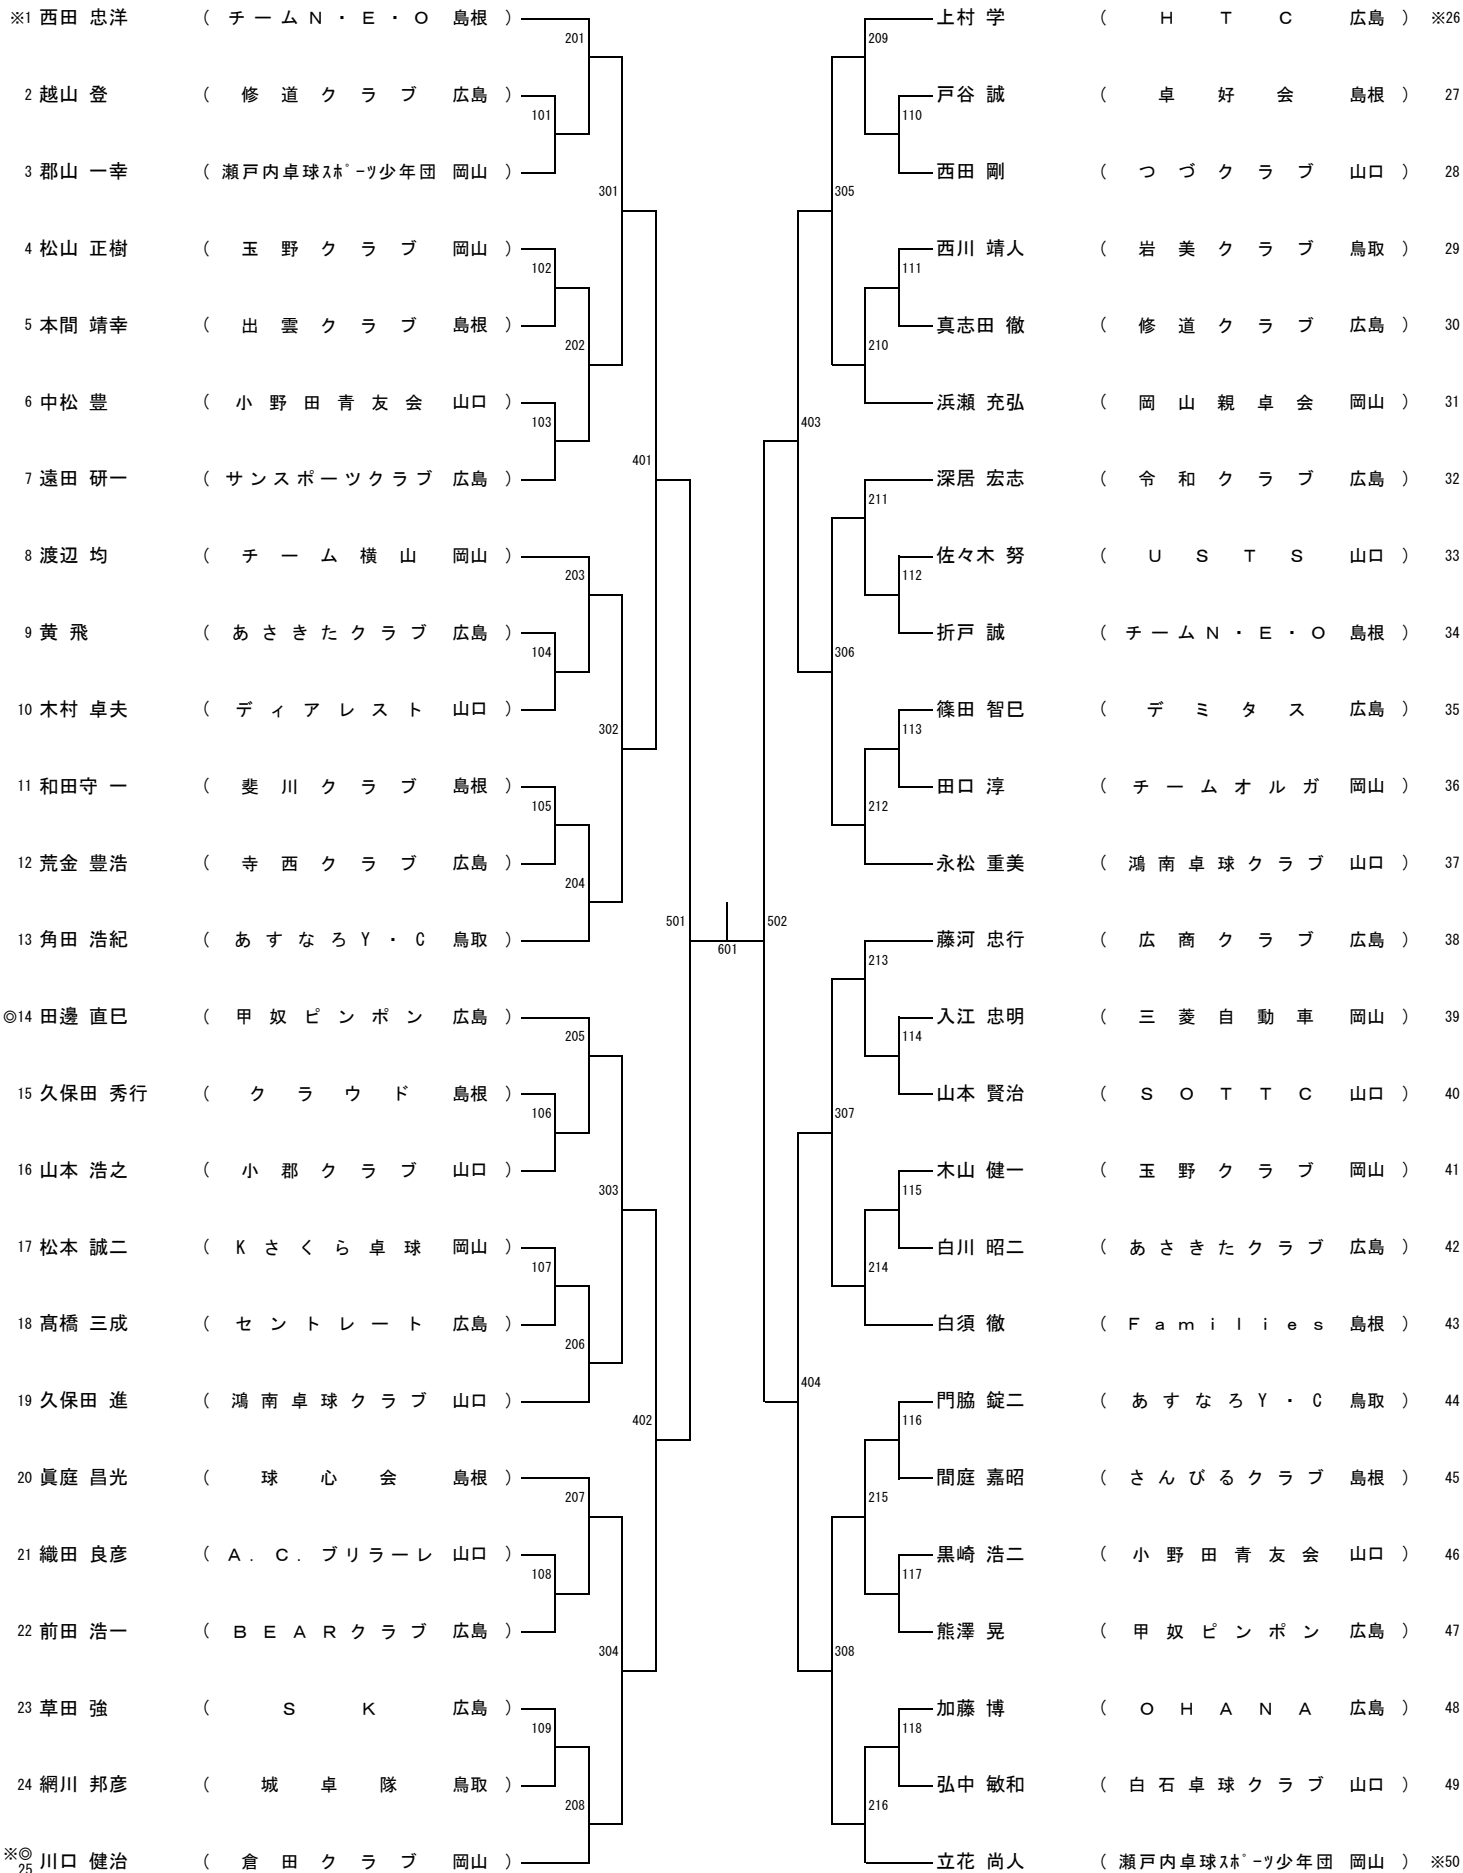 ※1 西田 忠洋 ( チームN・E・O 島根 )
201
2 越山 登 ( 修道クラブ 広島 )
101
3 郡山 一幸 ( 瀬戸内卓球ｽﾎﾟｰﾂ少年団 岡山 )
301
4 松山 正樹 ( 玉野クラブ 岡山 )
102
5 本間 靖幸 ( 出雲クラブ 島根 )
202
6 中松 豊 ( 小野田青友会 山口 )
103
401
7 遠田 研一 ( サンスポーツクラブ 広島 )
8 渡辺 均 ( チーム横山 岡山 )
203
9 黄 飛 ( あさきたクラブ 広島 )
104
10 木村 卓夫 ( ディアレスト 山口 )
302
11 和田守 一 ( 斐川クラブ 島根 )
105
12 荒金 豊浩 ( 寺西クラブ 広島 )
204
501
13 角田 浩紀 ( あすなろY・C 鳥取 )
601
◎14 田邊 直巳 ( 甲奴ピンポン 広島 )
205
15 久保田 秀行 ( クラウド 島根 )
106
16 山本 浩之 ( 小郡クラブ 山口 )
303
17 松本 誠二 ( Kさくら卓球 岡山 )
107
18 髙橋 三成 ( セントレート 広島 )
206
19 久保田 進 ( 鴻南卓球クラブ 山口 )
402
20 眞庭 昌光 ( 球心会 島根 )
207
21 織田 良彦 ( A.C.ブリラーレ 山口 )
108
22 前田 浩一 ( BEARクラブ 広島 )
304
23 草田 強 ( SK 広島 )
109
24 網川 邦彦 ( 城卓隊 鳥取 )
208
※◎25 川口 健治 ( 倉田クラブ 岡山 )
上村 学 ( HTC 広島 ) ※26
209
戸谷 誠 ( 卓好会 島根 ) 27
110
西田 剛 ( つづクラブ 山口 ) 28
305
西川 靖人 ( 岩美クラブ 鳥取 ) 29
111
真志田 徹 ( 修道クラブ 広島 ) 30
210
浜瀬 充弘 ( 岡山親卓会 岡山 ) 31
403
深居 宏志 ( 令和クラブ 広島 ) 32
211
佐々木 努 ( USTS 山口 ) 33
112
折戸 誠 ( チームN・E・O 島根 ) 34
306
篠田 智巳 ( デミタス 広島 ) 35
113
田口 淳 ( チームオルガ 岡山 ) 36
212
永松 重美 ( 鴻南卓球クラブ 山口 ) 37
502
藤河 忠行 ( 広商クラブ 広島 ) 38
213
入江 忠明 ( 三菱自動車 岡山 ) 39
114
山本 賢治 ( SOTTC 山口 ) 40
307
木山 健一 ( 玉野クラブ 岡山 ) 41
115
白川 昭二 ( あさきたクラブ 広島 ) 42
214
白須 徹 ( Families 島根 ) 43
404
門脇 錠二 ( あすなろY・C 鳥取 ) 44
116
間庭 嘉昭 ( さんびるクラブ 島根 ) 45
215
黒崎 浩二 ( 小野田青友会 山口 ) 46
117
熊澤 晃 ( 甲奴ピンポン 広島 ) 47
308
加藤 博 ( OHANA 広島 ) 48
118
弘中 敏和 ( 白石卓球クラブ 山口 ) 49
216
立花 尚人 ( 瀬戸内卓球ｽﾎﾟｰﾂ少年団 岡山 ) ※50